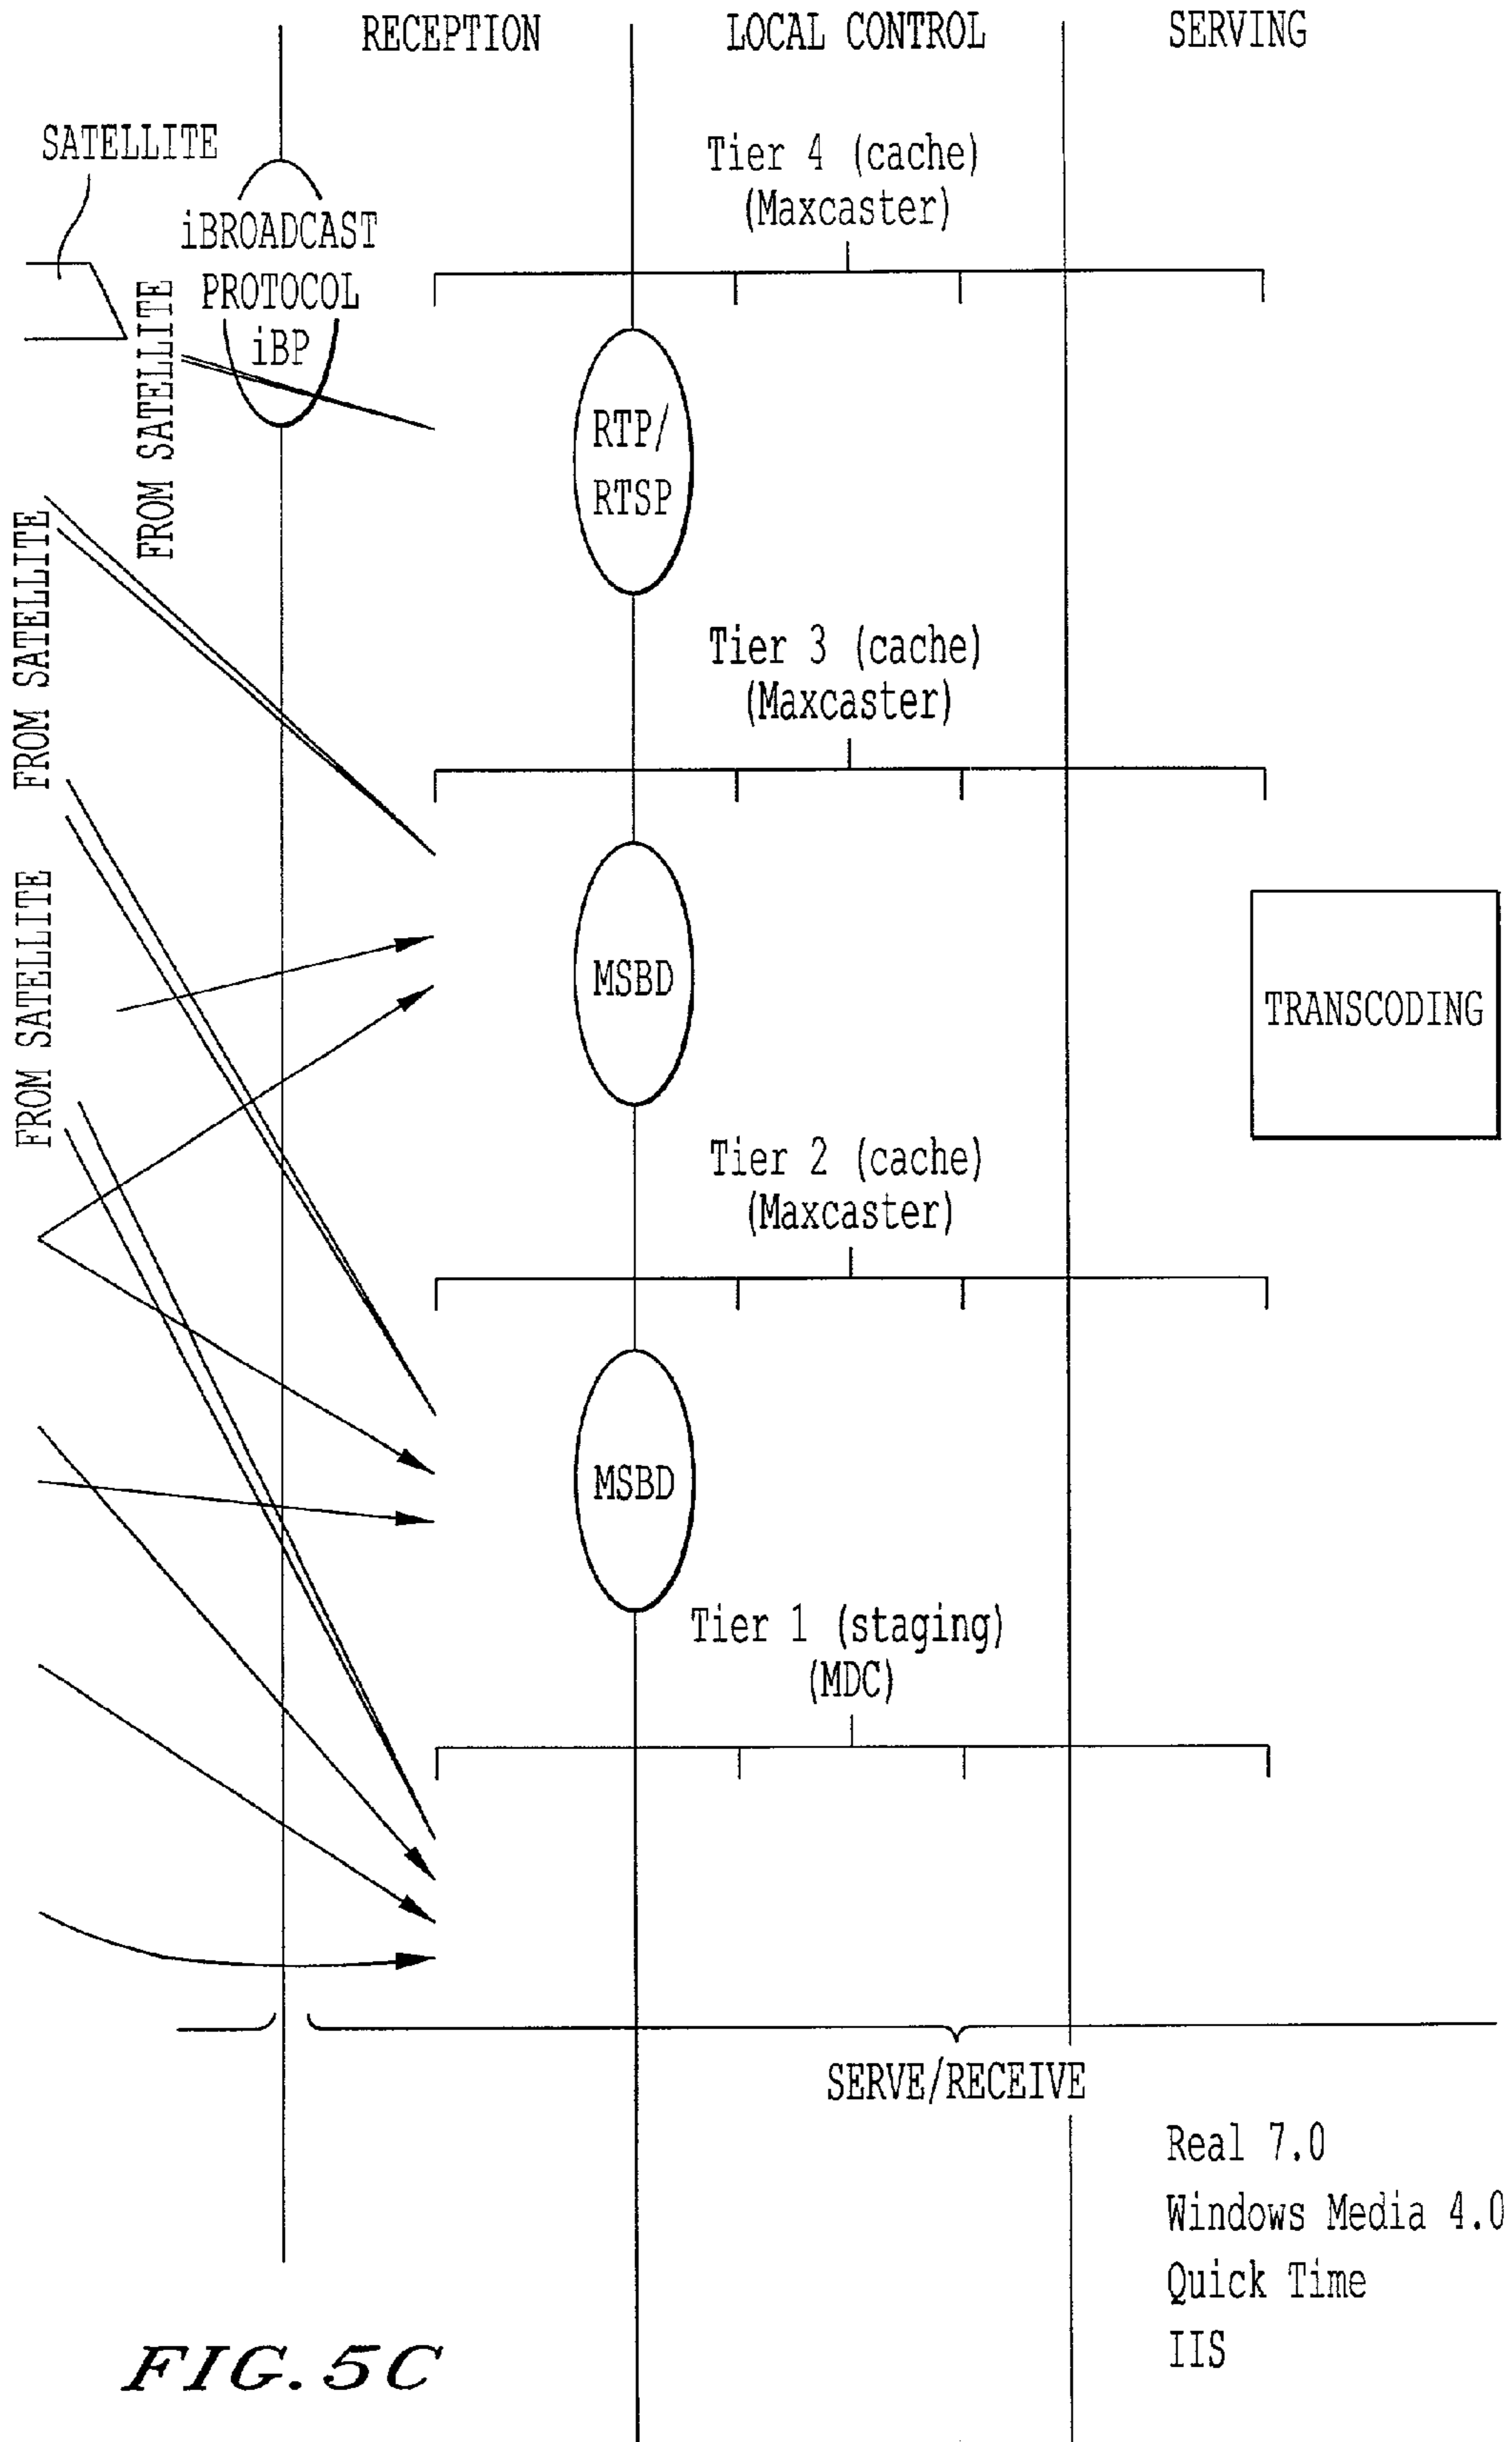 RECEPTION
LOCAL CONTROL
SERVING
SATELLITE
iBROADCAST
PROTOCOL
iBP
FROM SATELLITE
FROM SATELLITE
FROM SATELLITE
Tier 4 (cache)
(Maxcaster)
RTP/
RTSP
Tier 3 (cache)
(Maxcaster)
MSBD
TRANSCODING
Tier 2 (cache)
(Maxcaster)
MSBD
Tier 1 (staging)
(MDC)
SERVE/RECEIVE
Real 7.0
Windows Media 4.0
Quick Time
IIS
FIG. 5C